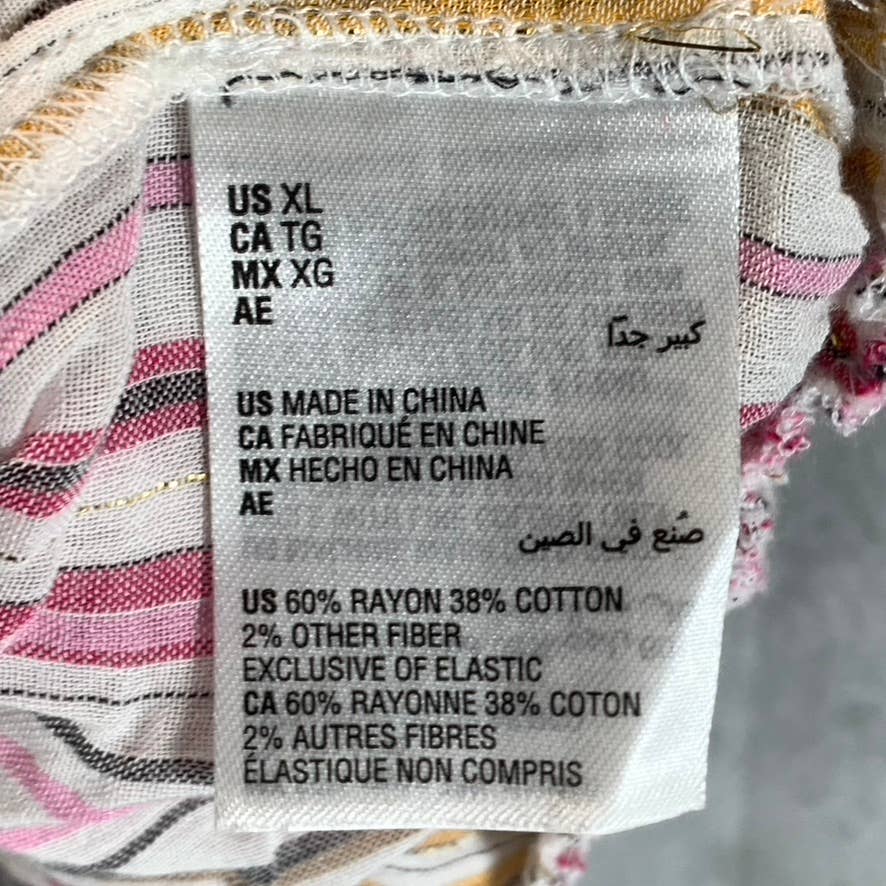 US XL
CA TG
MX XG
AE
كبير جدًا
US MADE IN CHINA
CA FABRIQUÉ EN CHINE
MX HECHO EN CHINA
AE
صُنع في الصين
US 60% RAYON 38% COTTON
2% OTHER FIBER
EXCLUSIVE OF ELASTIC
CA 60% RAYONNE 38% COTON
2% AUTRES FIBRES
ÉLASTIQUE NON COMPRIS